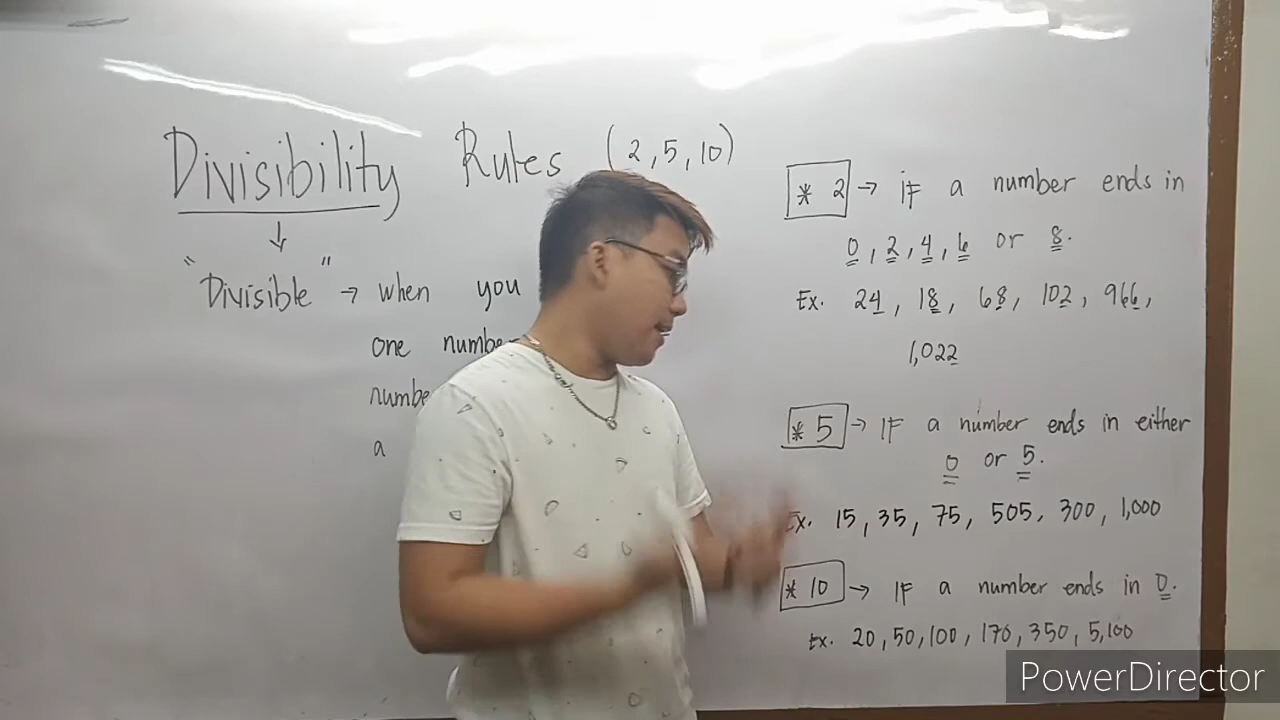 Divisibility Rules (2, 5, 10)
"Divisible" → when you
one number
numbe
a
* 2 → IF a number ends in
0, 2, 4, 6 or 8.
Ex. 24, 18, 68, 102, 966,
1,022
* 5 → IF a number ends in either
0 or 5.
Ex. 15, 35, 75, 505, 300, 1,000
* 10 → IF a number ends in 0.
Ex. 20, 50, 100, 170, 350, 5,100
PowerDirector